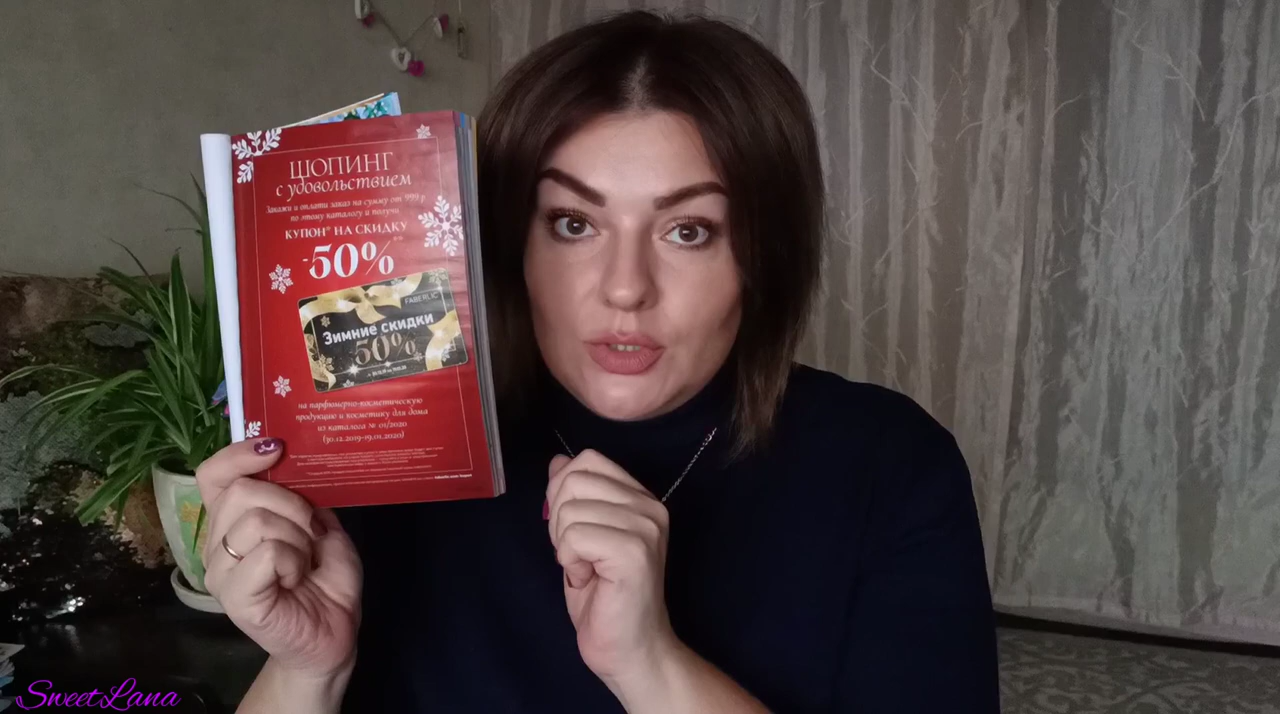 ШОПИНГ
с удовольствием
Закажи и оплати заказ на сумму от 999 р
по этому каталогу и получи
КУПОН* НА СКИДКУ
-50%**
FABERLIC
Зимние скидки
50%
на парфюмерно-косметическую
продукцию и косметику для дома
из каталога № 01/2020
(30.12.2019-19.01.2020)
SweetLana